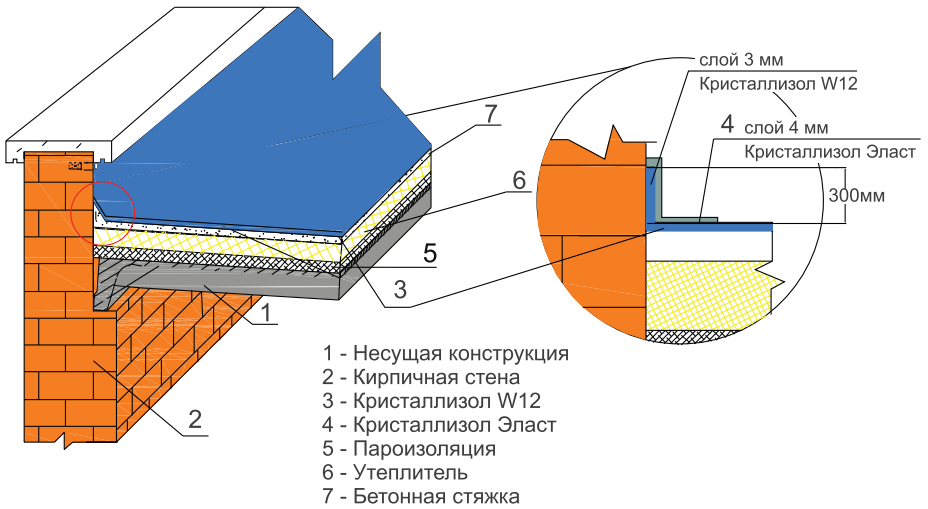 слой 3 мм
Кристаллизол W12
4 слой 4 мм
Кристаллизол Эласт
300мм
7
6
5
3
1
2
1 - Несущая конструкция
2 - Кирпичная стена
3 - Кристаллизол W12
4 - Кристаллизол Эласт
5 - Пароизоляция
6 - Утеплитель
7 - Бетонная стяжка